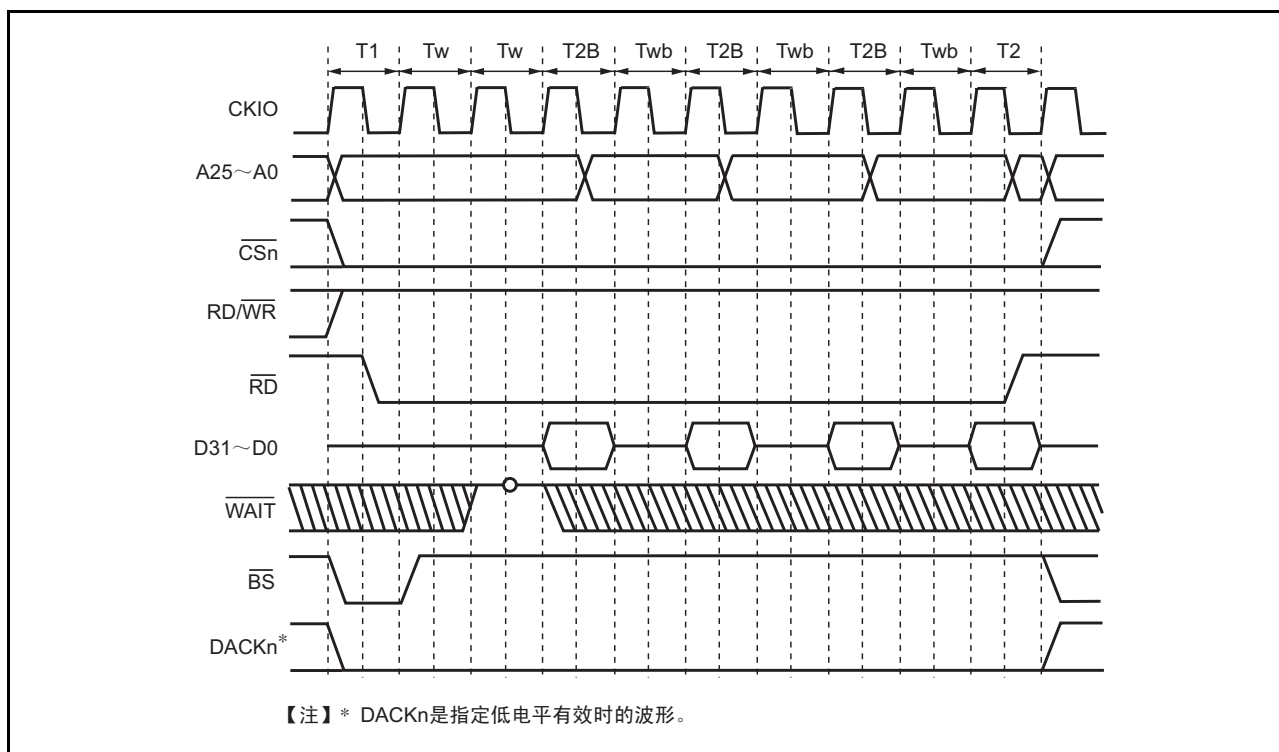 T1 Tw Tw T2B Twb T2B Twb T2B Twb T2
CKIO
A25～A0
CSn
RD/WR
RD
D31～D0
WAIT
BS
DACKn*
【注】* DACKn是指定低电平有效时的波形。